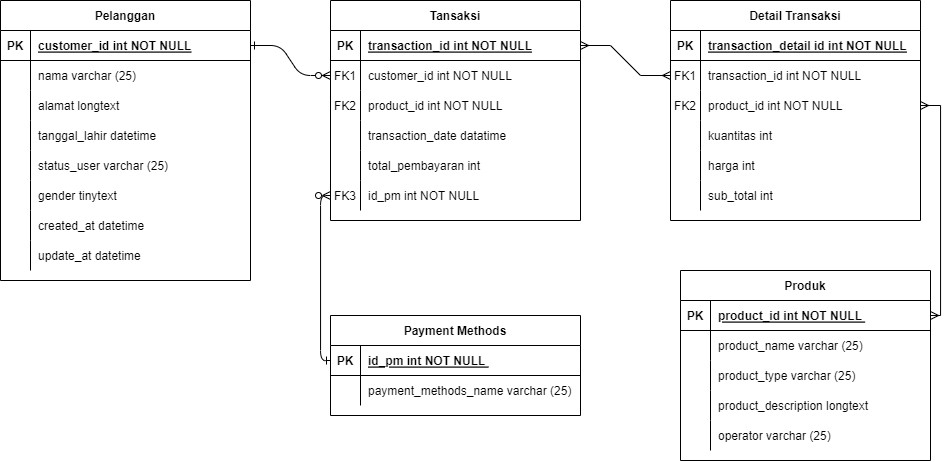 Pelanggan
PK customer_id int NOT NULL
nama varchar (25)
alamat longtext
tanggal_lahir datetime
status_user varchar (25)
gender tinytext
created_at datetime
update_at datetime
Tansaksi
PK transaction_id int NOT NULL
FK1 customer_id int NOT NULL
FK2 product_id int NOT NULL
transaction_date datatime
total_pembayaran int
FK3 id_pm int NOT NULL
Detail Transaksi
PK transaction_detail id int NOT NULL
FK1 transaction_id int NOT NULL
FK2 product_id int NOT NULL
kuantitas int
harga int
sub_total int
Payment Methods
PK id_pm int NOT NULL
payment_methods_name varchar (25)
Produk
PK product_id int NOT NULL
product_name varchar (25)
product_type varchar (25)
product_description longtext
operator varchar (25)